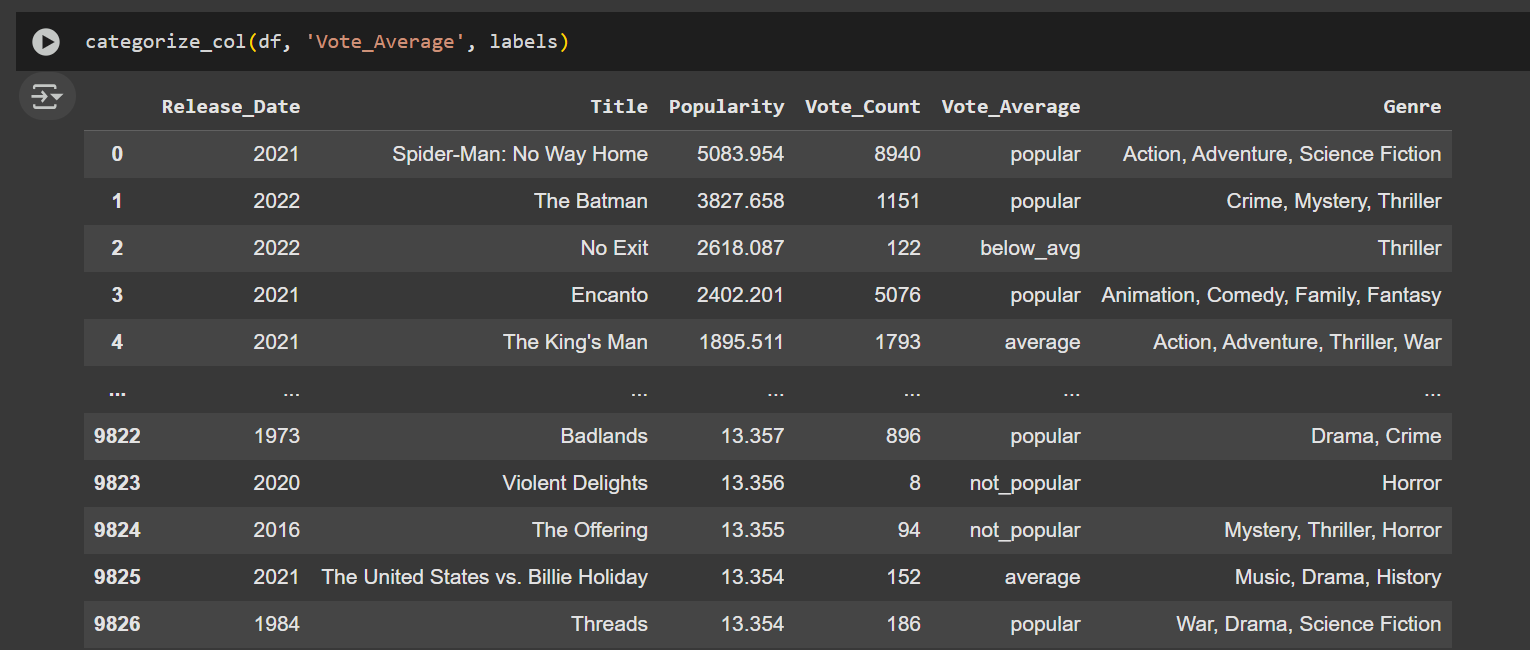 categorize_col(df, 'Vote_Average', labels)
Release_Date Title Popularity Vote_Count Vote_Average Genre
0 2021 Spider-Man: No Way Home 5083.954 8940 popular Action, Adventure, Science Fiction
1 2022 The Batman 3827.658 1151 popular Crime, Mystery, Thriller
2 2022 No Exit 2618.087 122 below_avg Thriller
3 2021 Encanto 2402.201 5076 popular Animation, Comedy, Family, Fantasy
4 2021 The King's Man 1895.511 1793 average Action, Adventure, Thriller, War
... ... ... ... ... ... ...
9822 1973 Badlands 13.357 896 popular Drama, Crime
9823 2020 Violent Delights 13.356 8 not_popular Horror
9824 2016 The Offering 13.355 94 not_popular Mystery, Thriller, Horror
9825 2021 The United States vs. Billie Holiday 13.354 152 average Music, Drama, History
9826 1984 Threads 13.354 186 popular War, Drama, Science Fiction